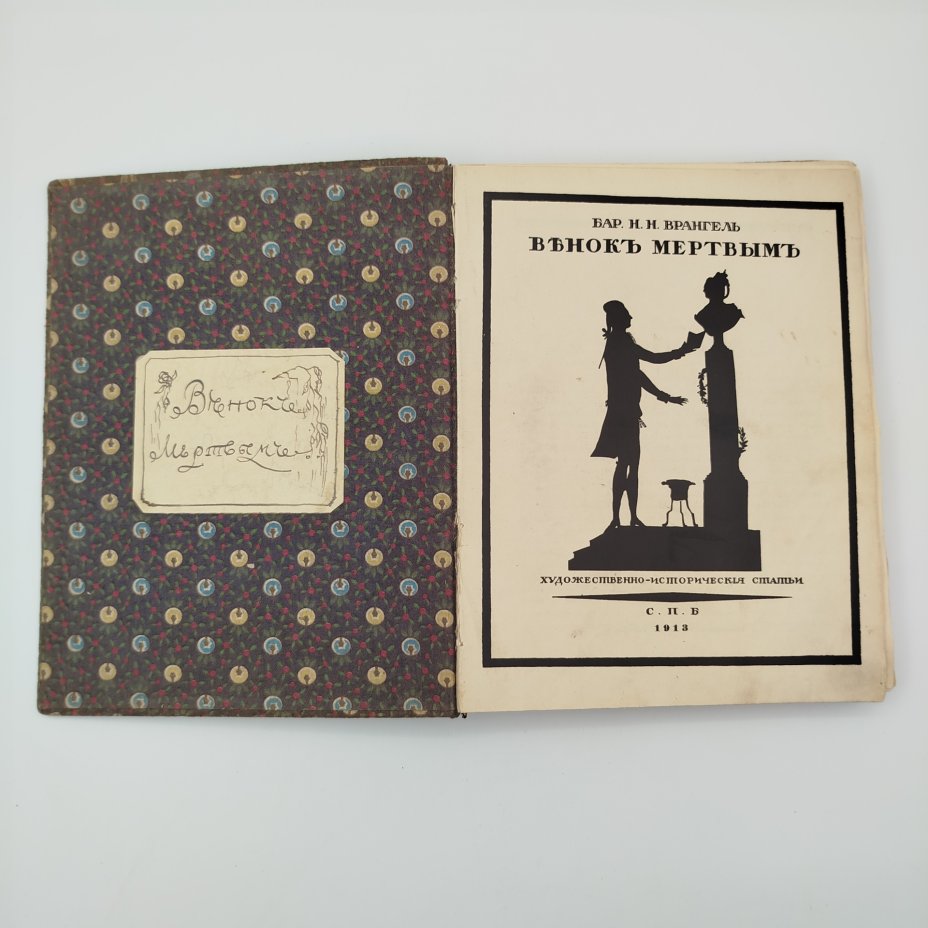 Вѣнокъ
Мертвымъ
БАР. Н. Н. ВРАНГЕЛЬ
ВѢНОКЪ МЕРТВЫМЪ
ХУДОЖЕСТВЕННО-ИСТОРИЧЕСКІЯ СТАТЬИ
С. П. Б
1913